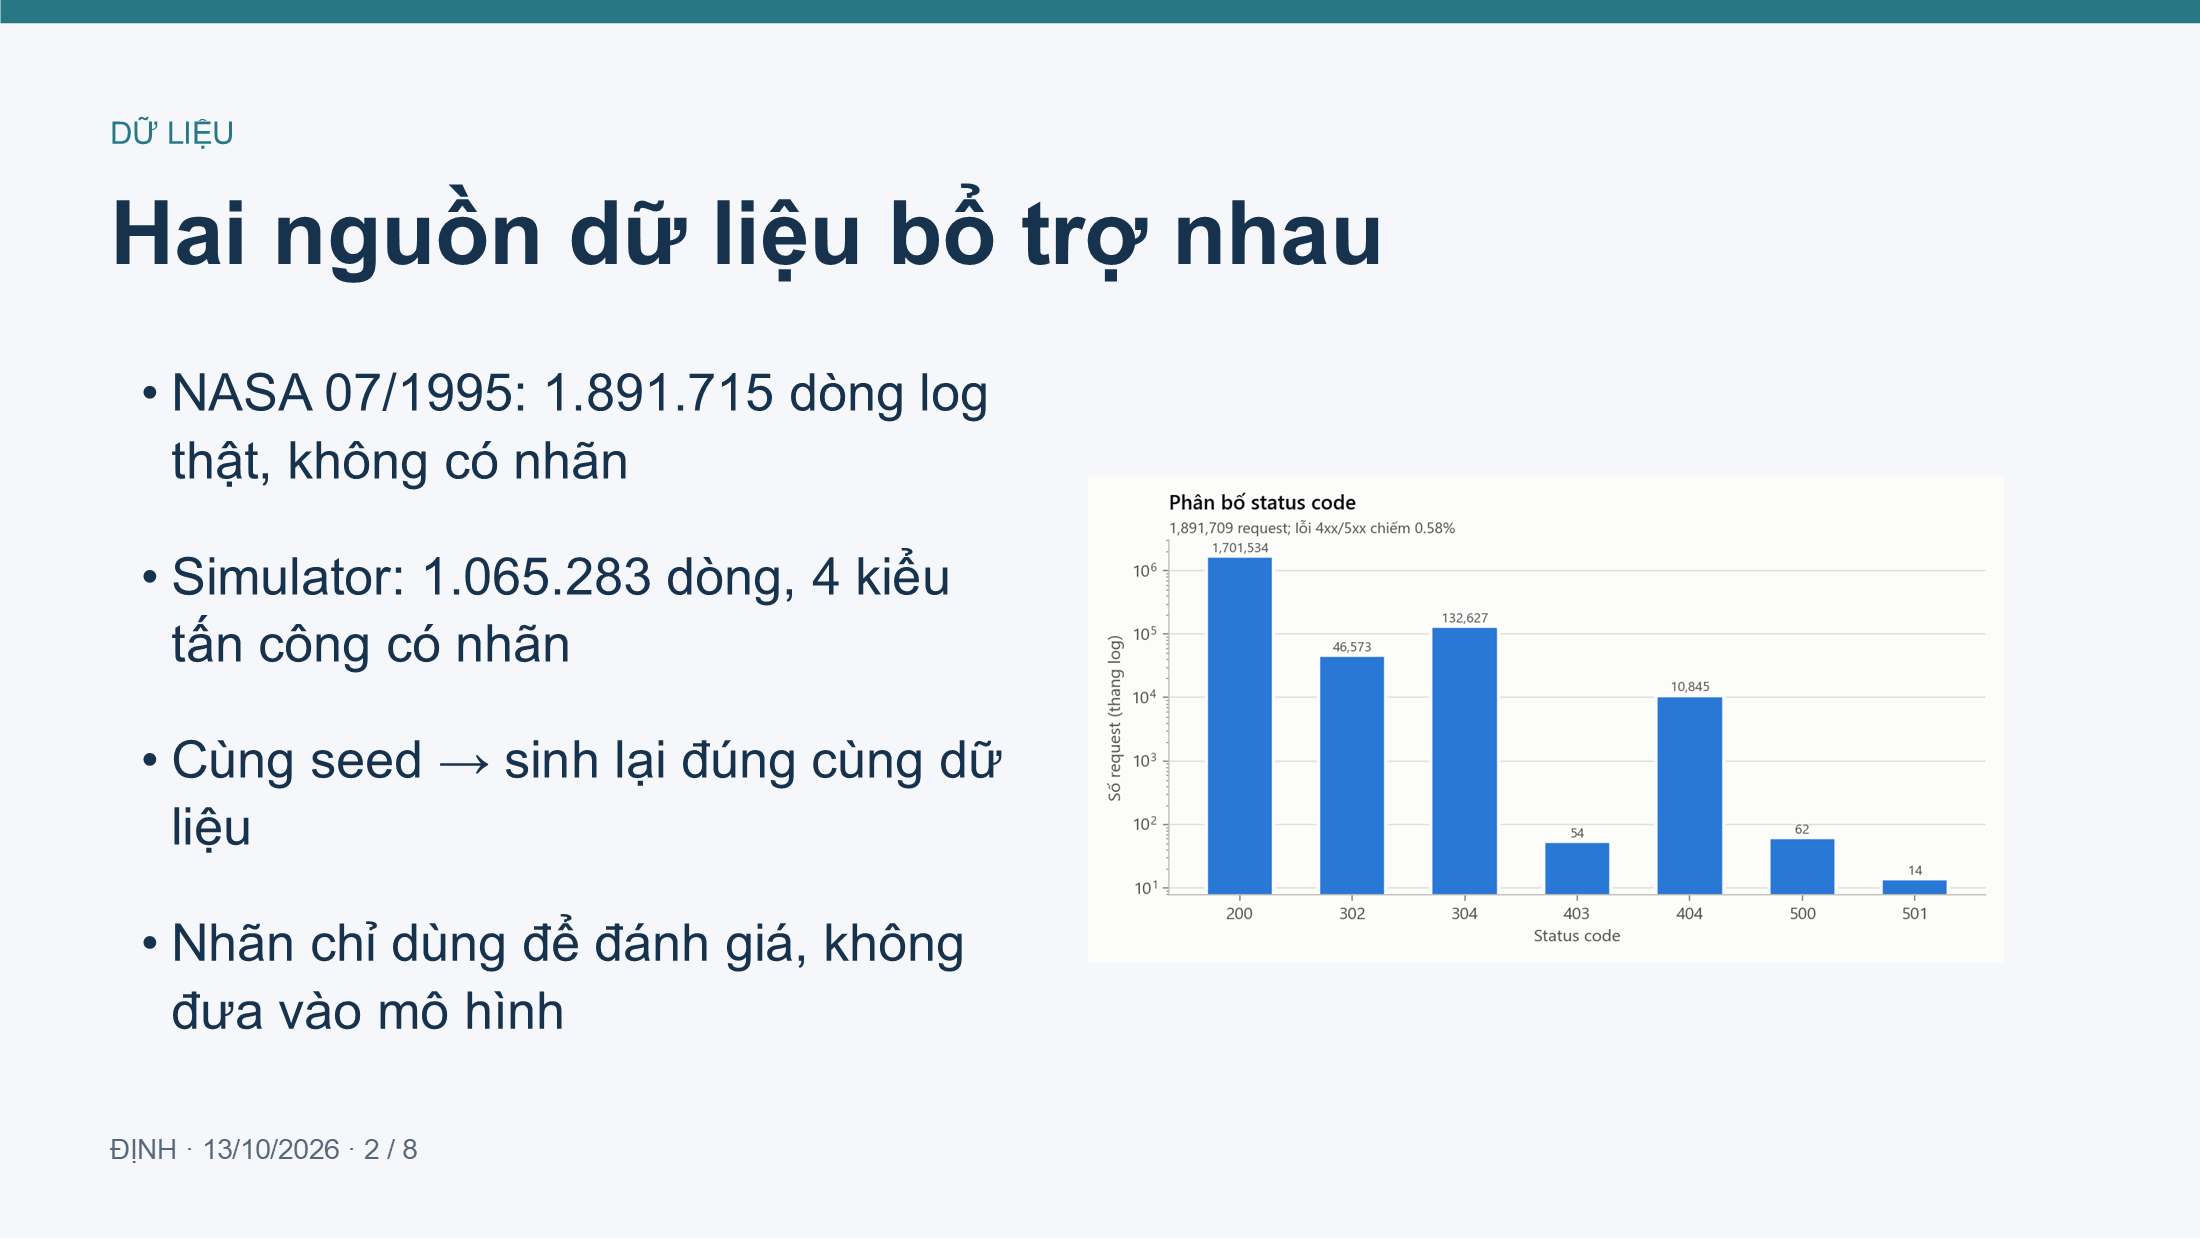 DỮ LIỆU
Hai nguồn dữ liệu bổ trợ nhau
• NASA 07/1995: 1.891.715 dòng log
thật, không có nhãn
• Simulator: 1.065.283 dòng, 4 kiểu
tấn công có nhãn
• Cùng seed → sinh lại đúng cùng dữ
liệu
• Nhãn chỉ dùng để đánh giá, không
đưa vào mô hình
Phân bố status code
1,891,709 request; lỗi 4xx/5xx chiếm 0.58%
Số request (thang log)
10⁶
10⁵
10⁴
10³
10²
10¹
1,701,534
46,573
132,627
54
10,845
62
14
200 302 304 403 404 500 501
Status code
ĐỊNH · 13/10/2026 · 2 / 8